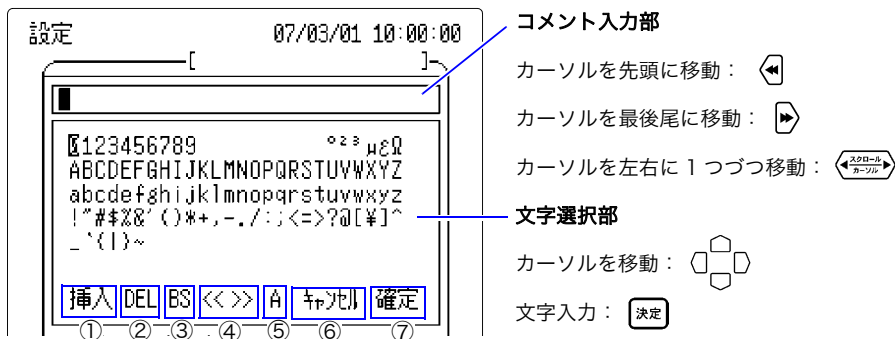 設定 07/03/01 10:00:00
0123456789 °²³ µεΩ
ABCDEFGHIJKLMNOPQRSTUVWXYZ
abcdefghijklmnopqrstuvwxyz
!"#$%&'()*+,-./:;<=>?@[¥]^
_`{|}~
挿入 DEL BS << >> A ｷｬﾝｾﾙ 確定
① ② ③ ④ ⑤ ⑥ ⑦
コメント入力部
カーソルを先頭に移動：
カーソルを最後尾に移動：
カーソルを左右に 1 つづつ移動： スクロール カーソル
文字選択部
カーソルを移動：
文字入力： 決定